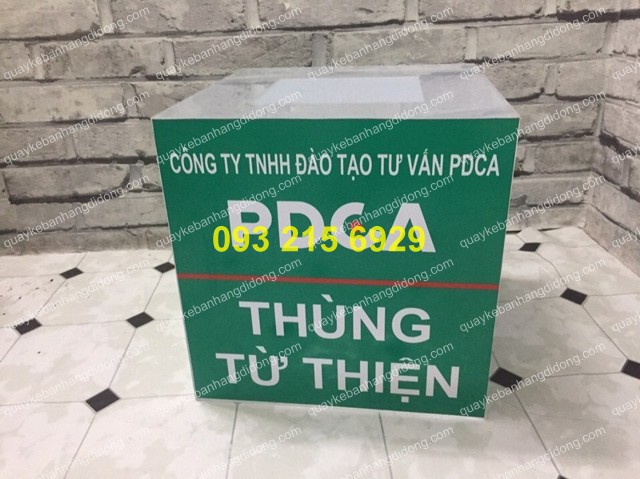 CÔNG TY TNHH ĐÀO TẠO TƯ VẤN PDCA
PDCA
093 215 6929
THÙNG
TỪ THIỆN
quaykebanhangdidong.com